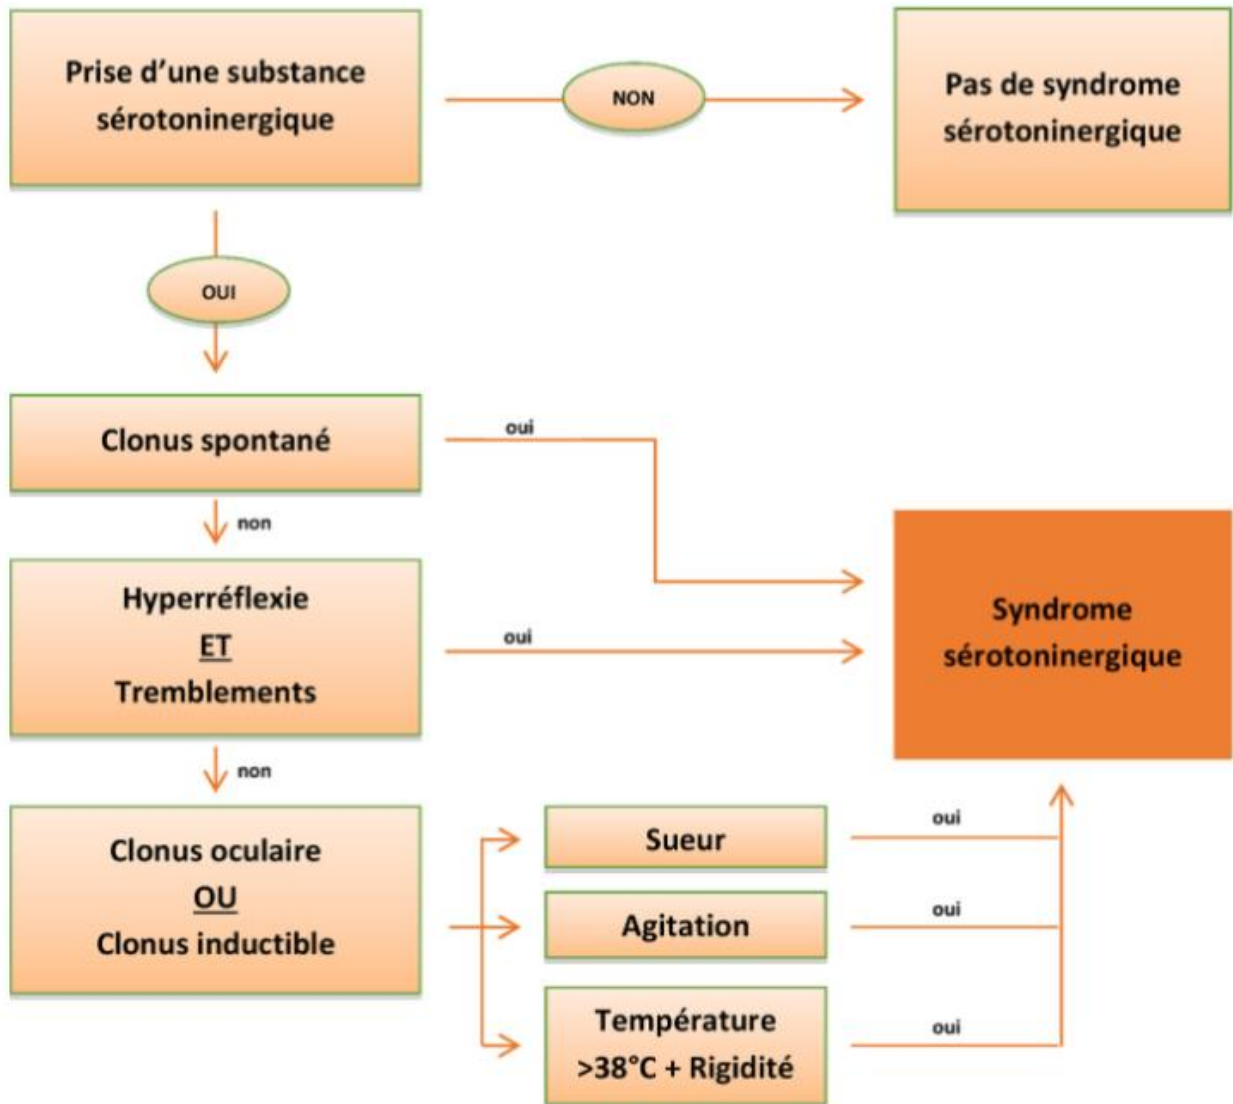 Prise d’une substance
sérotoninergique
NON
Pas de syndrome
sérotoninergique
OUI
Clonus spontané
oui
non
Hyperréflexie
ET
Tremblements
oui
Syndrome
sérotoninergique
non
Clonus oculaire
OU
Clonus inductible
Sueur
oui
Agitation
oui
Température
>38°C + Rigidité
oui